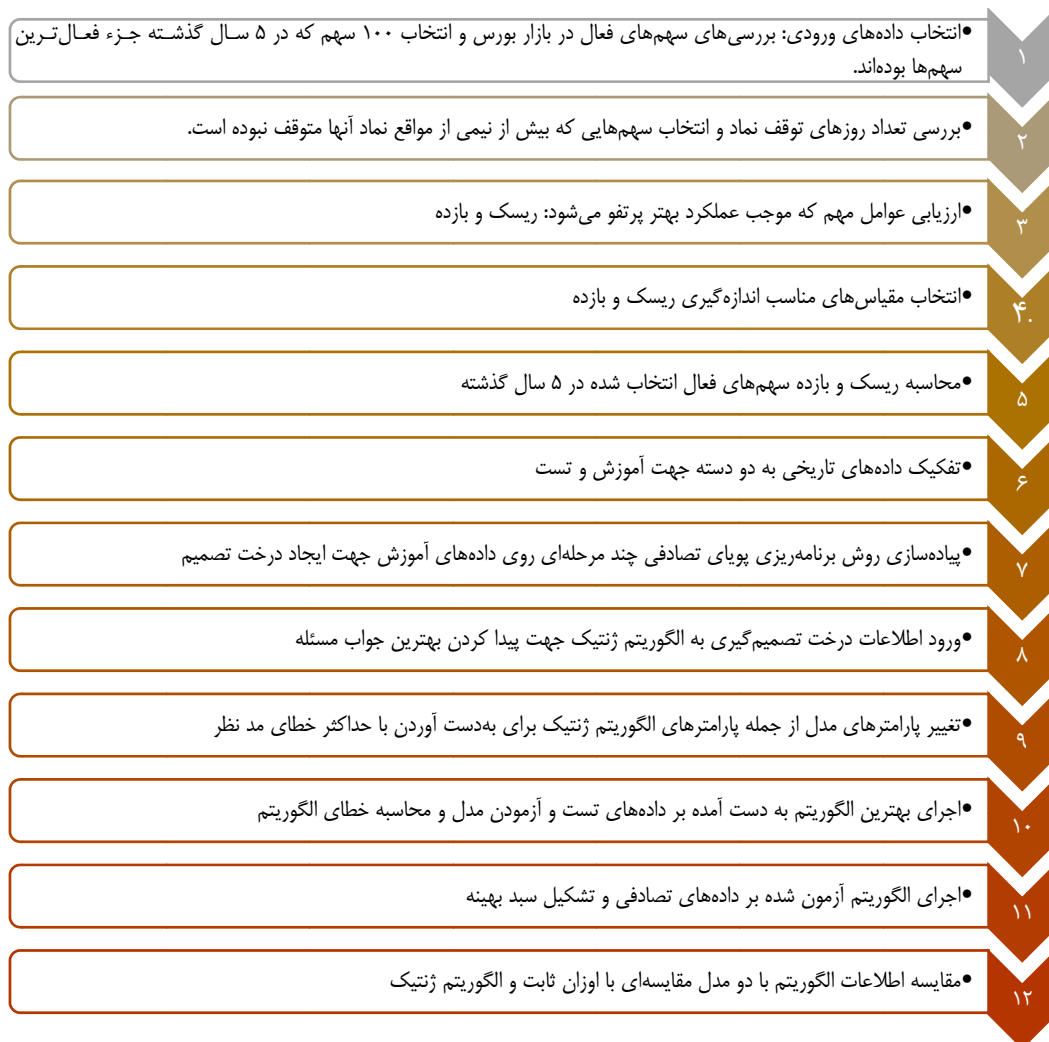 •انتخاب داده‌های ورودی: بررسی‌های سهم‌های فعال در بازار بورس و انتخاب ۱۰۰ سهم که در ۵ سـال گذشـته جـزء فعـال‌تـرین
سهم‌ها بوده‌اند.
۱
•بررسی تعداد روزهای توقف نماد و انتخاب سهم‌هایی که بیش از نیمی از مواقع نماد آنها متوقف نبوده است.
۲
•ارزیابی عوامل مهم که موجب عملکرد بهتر پرتفو می‌شود: ریسک و بازده
۳
•انتخاب مقیاس‌های مناسب اندازه‌گیری ریسک و بازده
۴.
•محاسبه ریسک و بازده سهم‌های فعال انتخاب شده در ۵ سال گذشته
۵
•تفکیک داده‌های تاریخی به دو دسته جهت آموزش و تست
۶
•پیاده‌سازی روش برنامه‌ریزی پویای تصادفی چند مرحله‌ای روی داده‌های آموزش جهت ایجاد درخت تصمیم
۷
•ورود اطلاعات درخت تصمیم‌گیری به الگوریتم ژنتیک جهت پیدا کردن بهترین جواب مسئله
۸
•تغییر پارامترهای مدل از جمله پارامترهای الگوریتم ژنتیک برای به‌دست آوردن با حداکثر خطای مد نظر
۹
•اجرای بهترین الگوریتم به دست آمده بر داده‌های تست و آزمودن مدل و محاسبه خطای الگوریتم
۱۰
•اجرای الگوریتم آزمون شده بر داده‌های تصادفی و تشکیل سبد بهینه
۱۱
•مقایسه اطلاعات الگوریتم با دو مدل مقایسه‌ای با اوزان ثابت و الگوریتم ژنتیک
۱۲